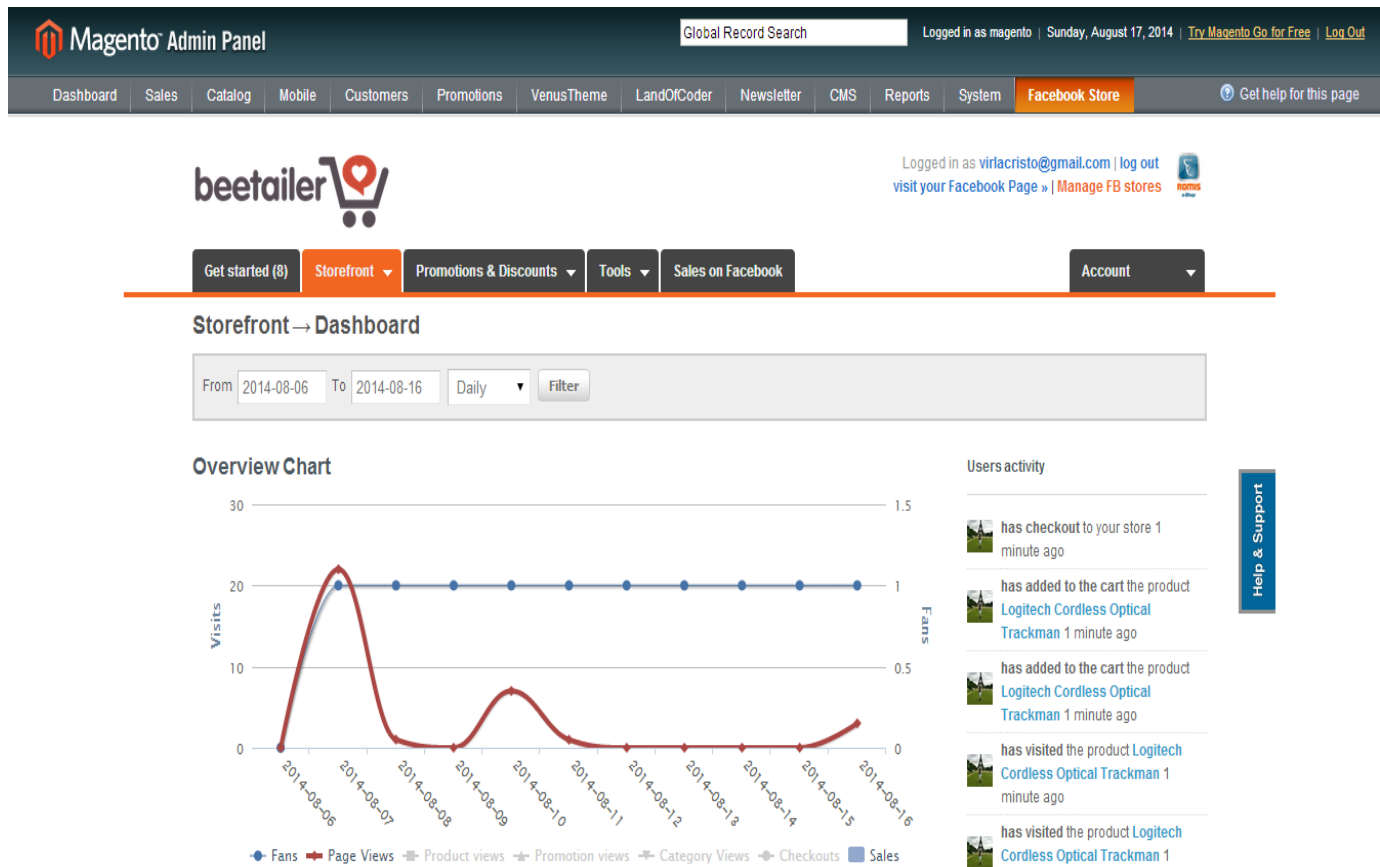 Magento Admin Panel
Global Record Search
Logged in as magento | Sunday, August 17, 2014 | Try Magento Go for Free | Log Out
Dashboard Sales Catalog Mobile Customers Promotions VenusTheme LandOfCoder Newsletter CMS Reports System Facebook Store Get help for this page
beetailer
Logged in as virlacristo@gmail.com | log out
visit your Facebook Page » | Manage FB stores
Get started (8) Storefront Promotions & Discounts Tools Sales on Facebook Account
Storefront → Dashboard
From 2014-08-06 To 2014-08-16 Daily Filter
Overview Chart
30
20
10
0
Visits
1.5
1
0.5
0
Fans
2014-08-06
2014-08-07
2014-08-08
2014-08-09
2014-08-10
2014-08-11
2014-08-12
2014-08-13
2014-08-14
2014-08-15
2014-08-16
Fans Page Views Product views Promotion views Category Views Checkouts Sales
Users activity
has checkout to your store 1
minute ago
has added to the cart the product
Logitech Cordless Optical
Trackman 1 minute ago
has added to the cart the product
Logitech Cordless Optical
Trackman 1 minute ago
has visited the product Logitech
Cordless Optical Trackman 1
minute ago
has visited the product Logitech
Cordless Optical Trackman 1
Help & Support